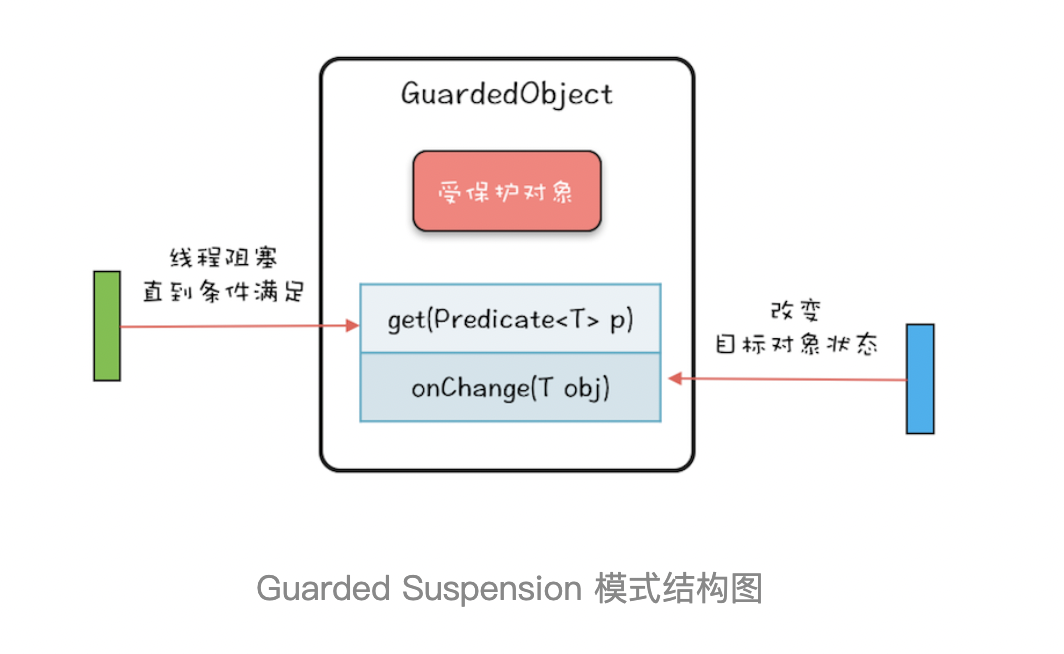 GuardedObject
受保护对象
线程阻塞
直到条件满足
get(Predicate<T> p)
改变
目标对象状态
onChange(T obj)
Guarded Suspension 模式结构图